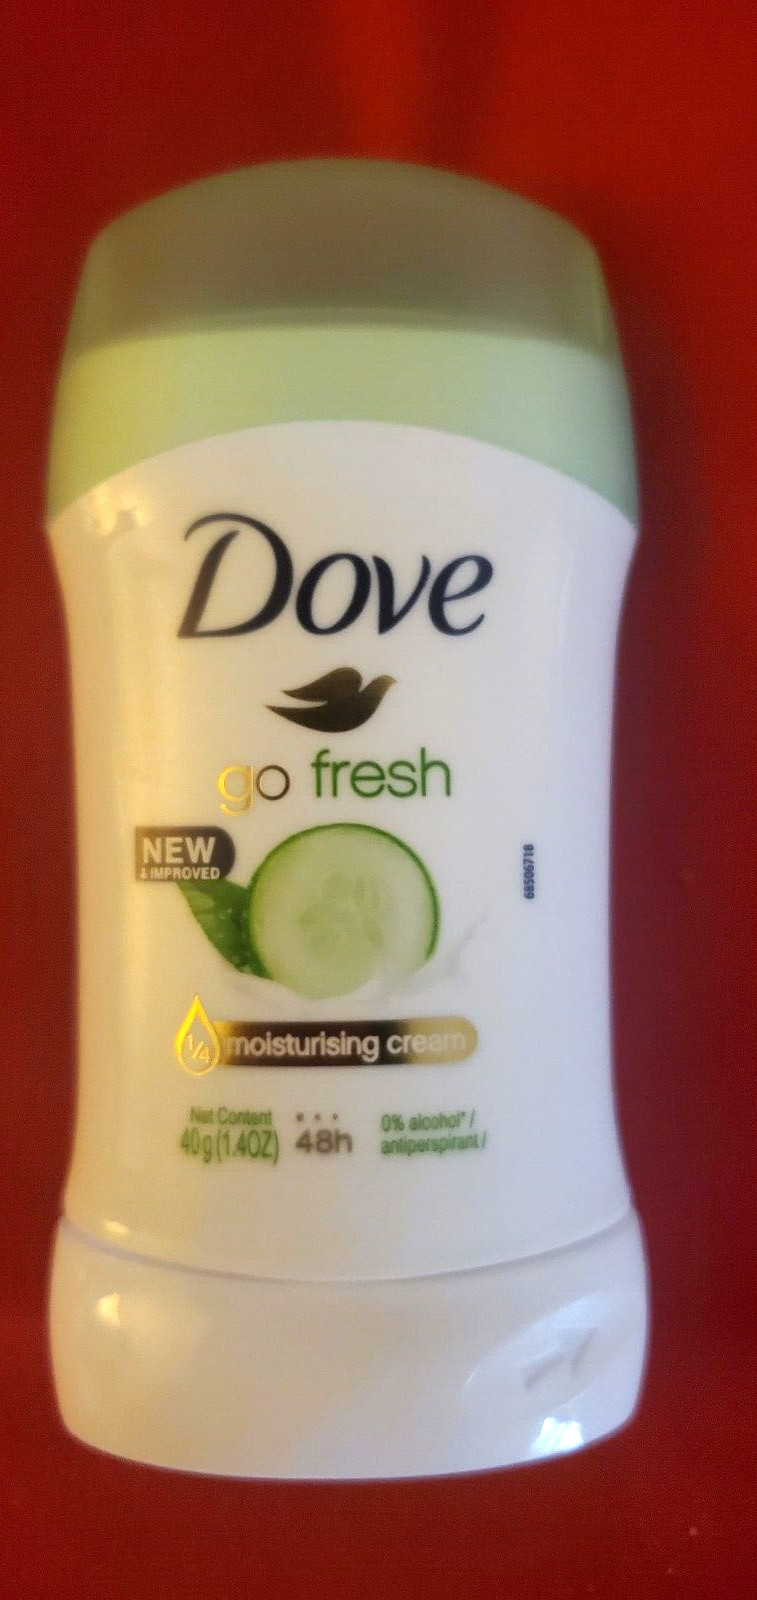 Dove
go fresh
NEW
& IMPROVED
68506718
1/4 moisturising cream
Net Content
40g (1.4OZ)
48h
0% alcohol* /
antiperspirant /